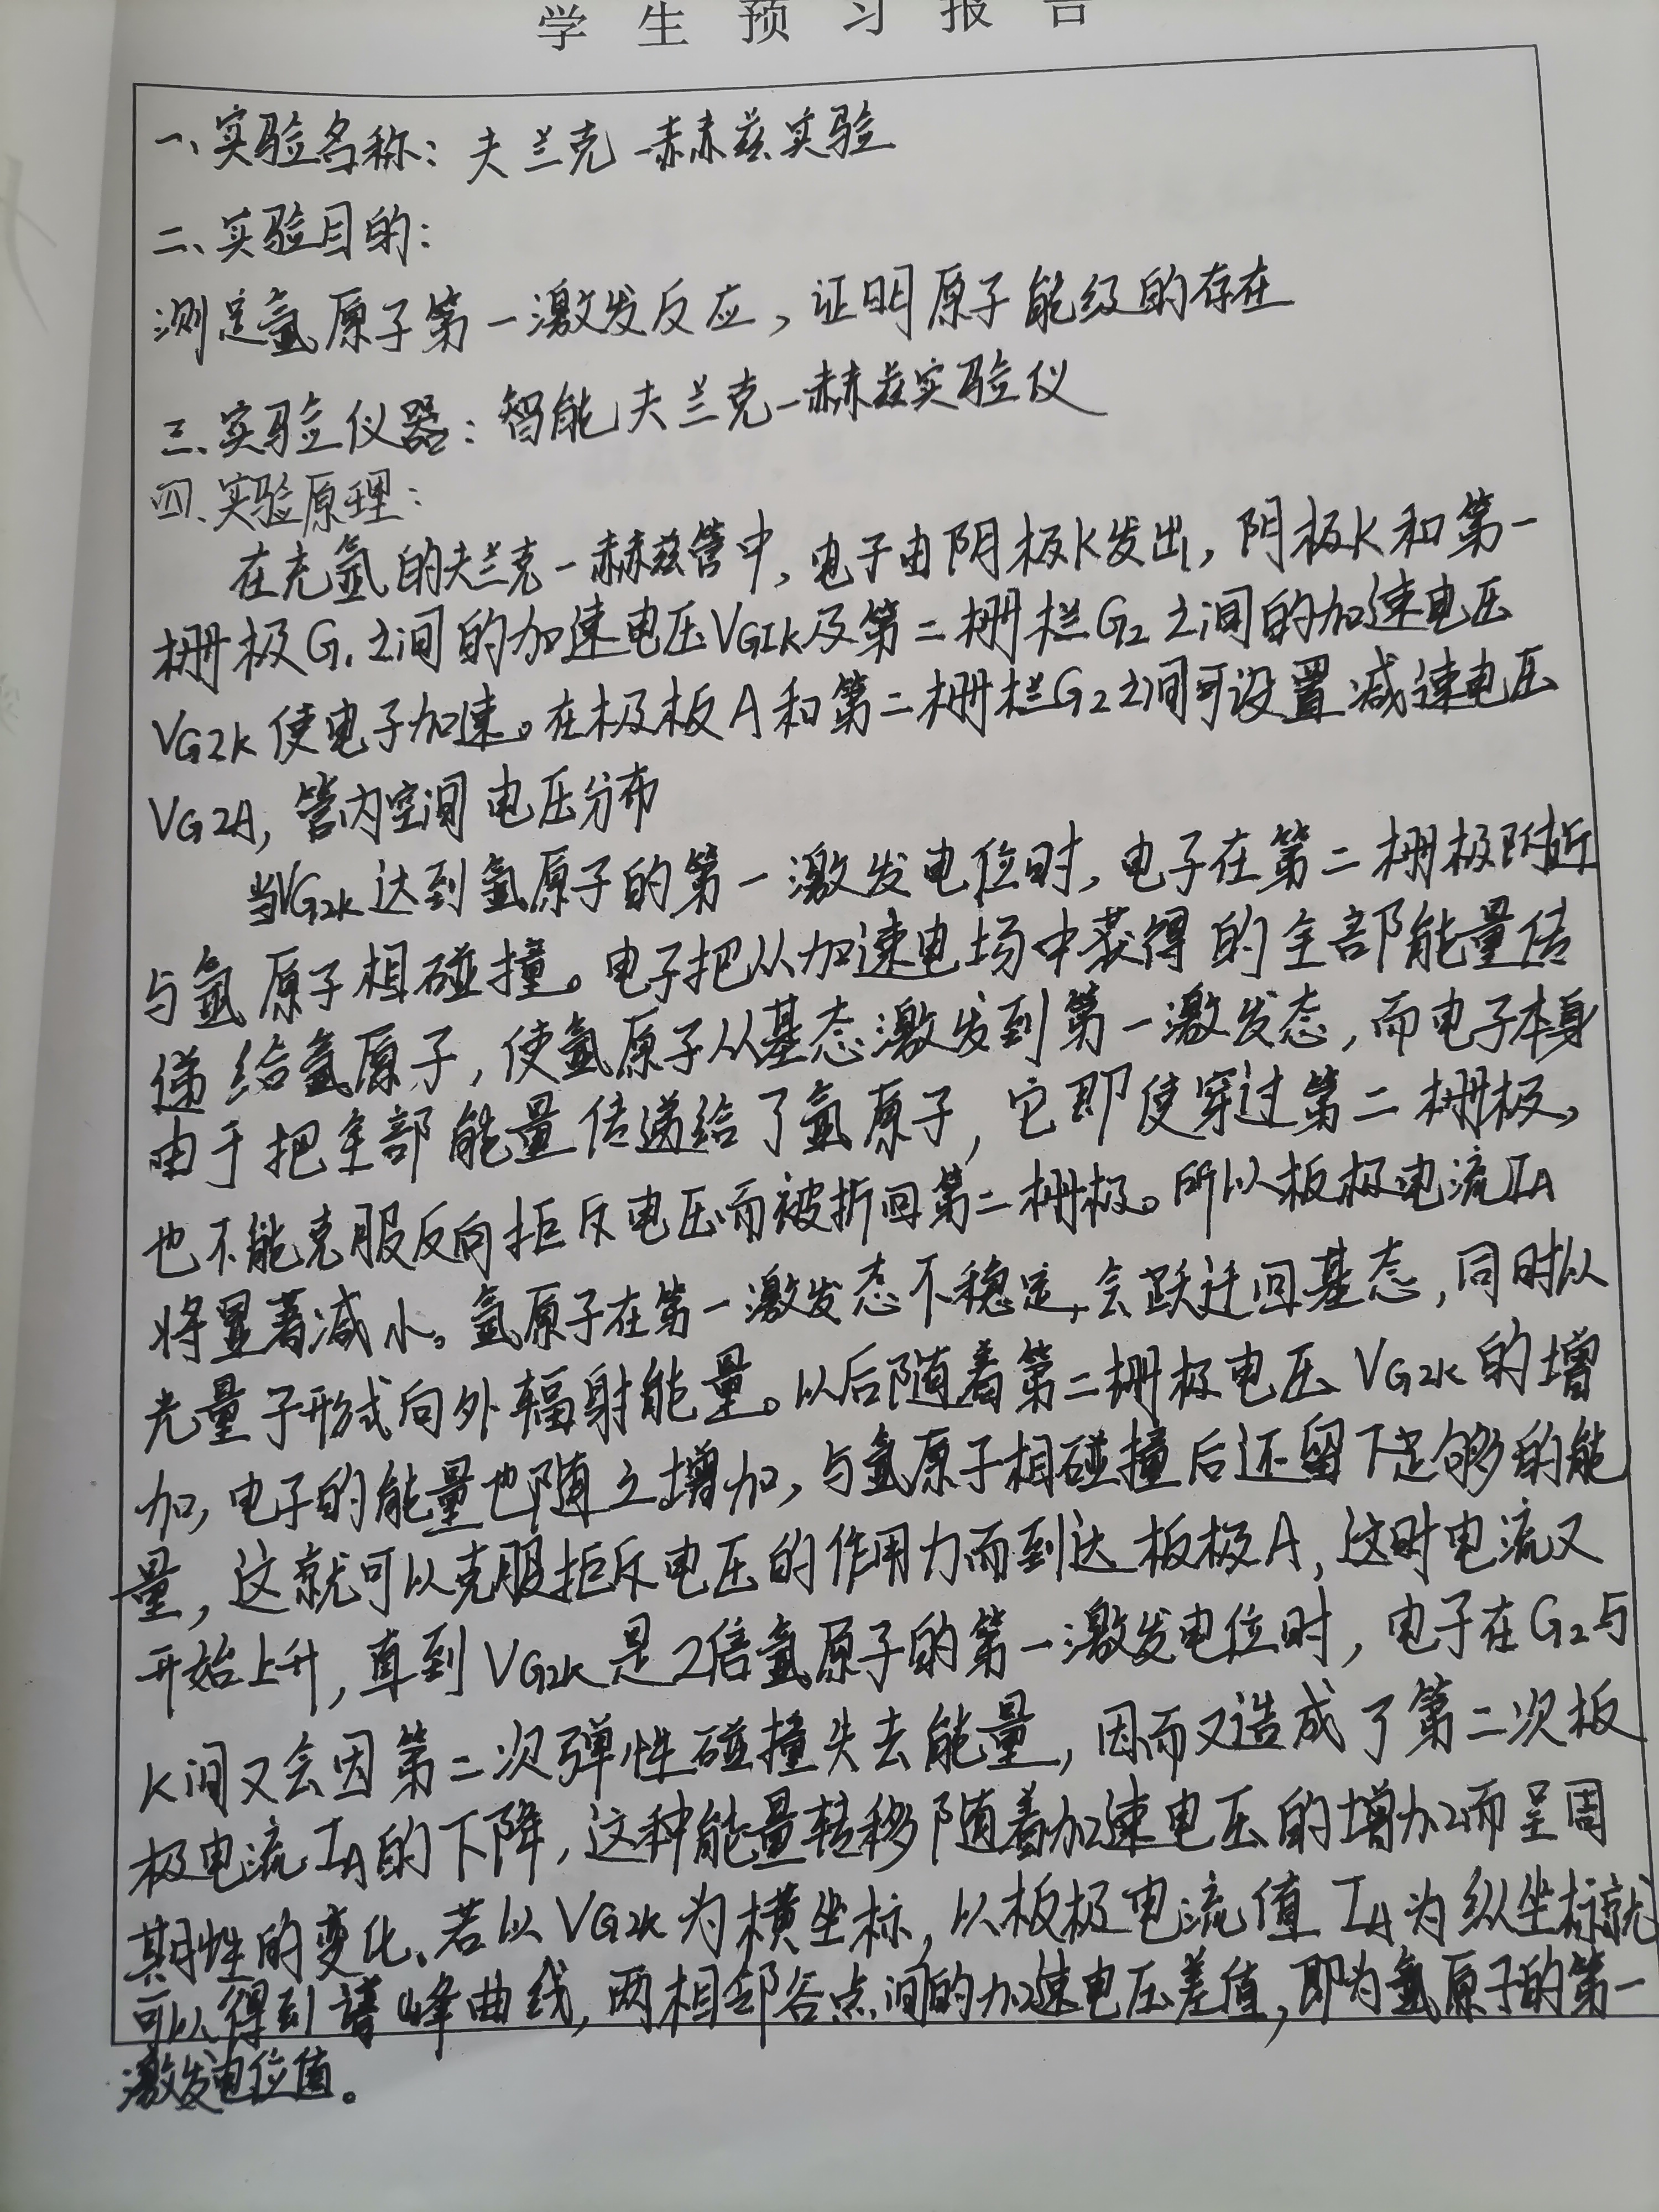 学生预习报告
一、实验名称：夫兰克-赫兹实验
二、实验目的：
测定氩原子第一激发反应，证明原子能级的存在
三、实验仪器：智能夫兰克-赫兹实验仪
四、实验原理：
在充氩的夫兰克-赫兹管中，电子由阴极K发出，阴极K和第一
栅极G1之间的加速电压VG1K及第二栅栏G2之间的加速电压
VG2K使电子加速。在极板A和第二栅栏G2之间可设置减速电压
VG2A，管内空间电压分布
当VG2K达到氩原子的第一激发电位时，电子在第二栅极附近
与氩原子相碰撞。电子把从加速电场中获得的全部能量传
递给氩原子，使氩原子从基态激发到第一激发态，而电子本身
由于把全部能量传递给了氩原子，它即使穿过第二栅极，
也不能克服反向拒斥电压而被折回第二栅极。所以板极电流IA
将显著减小。氩原子在第一激发态不稳定，会跃迁回基态，同时以
光量子形式向外辐射能量。以后随着第二栅极电压VG2K的增
加，电子的能量也随之增加，与氩原子相碰撞后还留下足够的能
量，这就可以克服拒斥电压的作用力而到达板极A，这时电流又
开始上升，直到VG2K是2倍氩原子的第一激发电位时，电子在G2与
K间又会因第二次弹性碰撞失去能量，因而又造成了第二次板
极电流IA的下降，这种能量转移随着加速电压的增加而呈周
期性的变化。若以VG2K为横坐标，以板极电流值IA为纵坐标就
可以得到谱峰曲线，两相邻谷点间的加速电压差值，即为氩原子的第一
激发电位值。